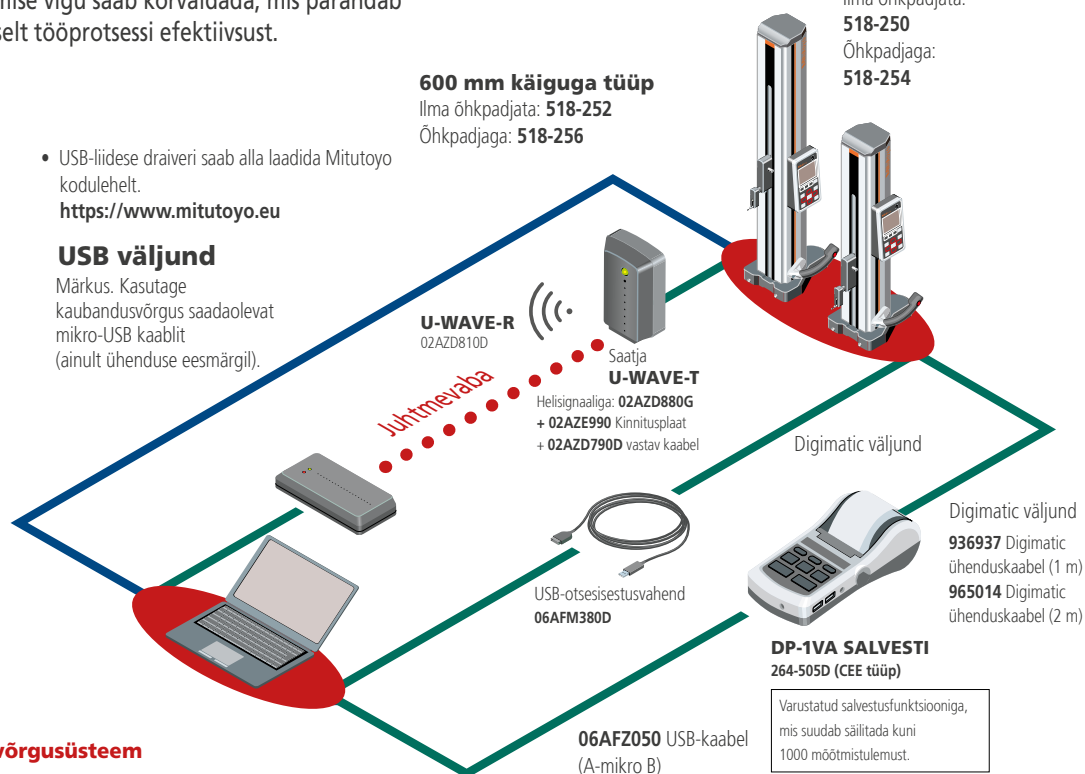 mise vigu saab kõrvaldada, mis parandab
selt tööprotsessi efektiivsust.
Ilma õhkpadjata:
518-250
Õhkpadjaga:
518-254
600 mm käiguga tüüp
Ilma õhkpadjata: 518-252
Õhkpadjaga: 518-256
• USB-liidese draiveri saab alla laadida Mitutoyo
kodulehelt.
https://www.mitutoyo.eu
USB väljund
Märkus. Kasutage
kaubandusvõrgus saadaolevat
mikro-USB kaablit
(ainult ühenduse eesmärgil).
U-WAVE-R
02AZD810D
Juhtmevaba
Saatja
U-WAVE-T
Helisignaaliga: 02AZD880G
+ 02AZE990 Kinnitusplaat
+ 02AZD790D vastav kaabel
Digimatic väljund
USB-otsesisestusvahend
06AFM380D
Digimatic väljund
936937 Digimatic
ühenduskaabel (1 m)
965014 Digimatic
ühenduskaabel (2 m)
DP-1VA SALVESTI
264-505D (CEE tüüp)
Varustatud salvestusfunktsiooniga,
mis suudab säilitada kuni
1000 mõõtmistulemust.
06AFZ050 USB-kaabel
(A-mikro B)
võrgusüsteem